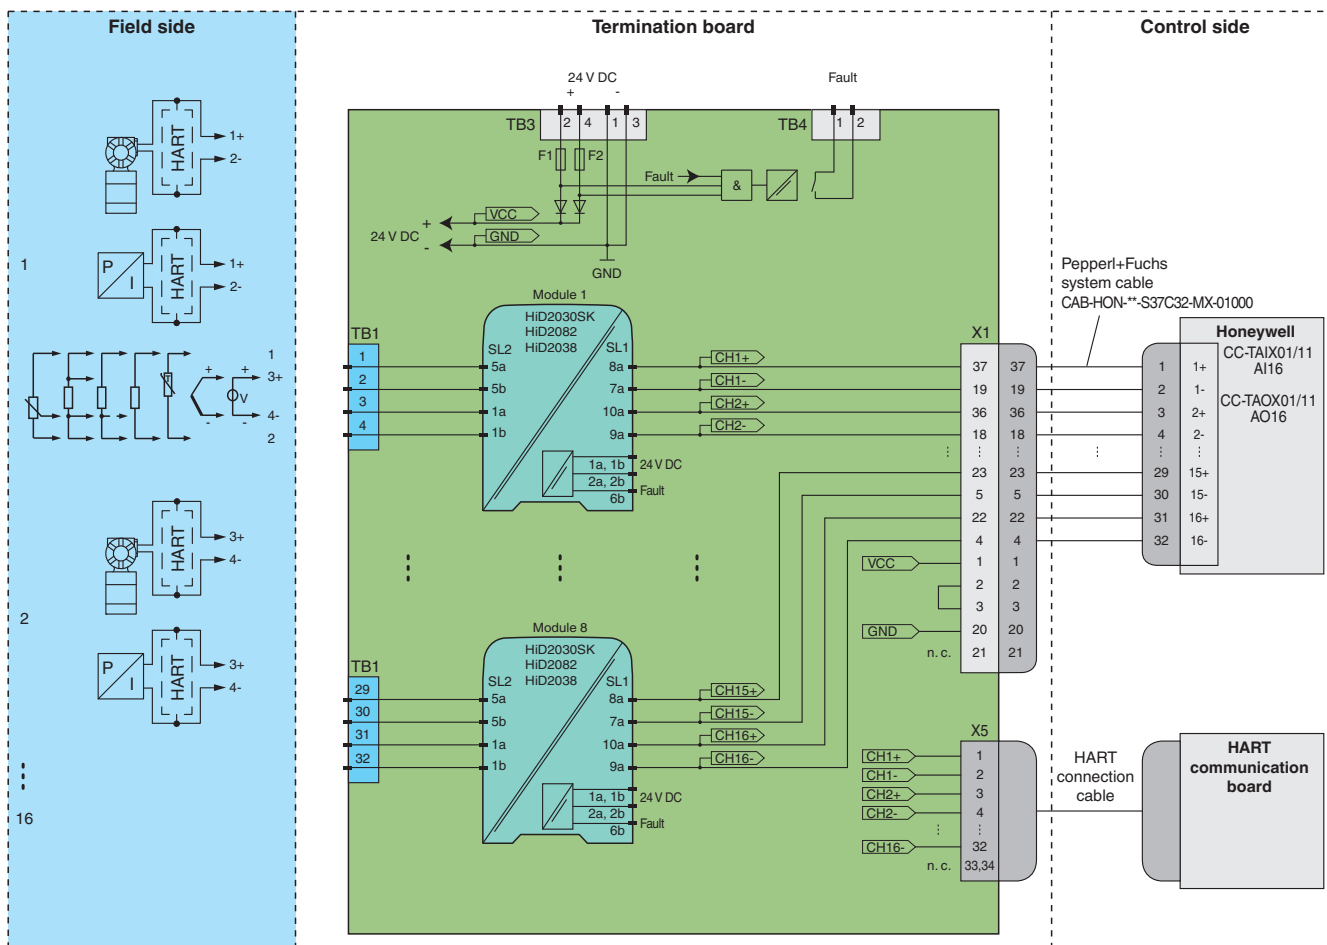 Field side
Termination board
Control side
24 V DC
+ -
Fault
TB3 2 4 1 3
TB4 1 2
F1 F2
Fault
&
VCC
+
24 V DC
-
GND
GND
HART
1+
2-
1
P
I
HART
1+
2-
1
3+
4-
2
+
-
+
V
-
HART
3+
4-
2
P
I
HART
3+
4-
16
TB1
1
2
3
4
Module 1
HiD2030SK
HiD2082
HiD2038
SL2 SL1
5a 8a
5b 7a
1a 10a
1b 9a
1a, 1b 24 V DC
2a, 2b
6b Fault
CH1+
CH1-
CH2+
CH2-
TB1
29
30
31
32
Module 8
HiD2030SK
HiD2082
HiD2038
SL2 SL1
5a 8a
5b 7a
1a 10a
1b 9a
1a, 1b 24 V DC
2a, 2b
6b Fault
CH15+
CH15-
CH16+
CH16-
X1
37 37
19 19
36 36
18 18
23 23
5 5
22 22
4 4
VCC 1 1
2 2
3 3
GND 20 20
n. c. 21 21
Pepperl+Fuchs
system cable
CAB-HON-**-S37C32-MX-01000
Honeywell
CC-TAIX01/11
AI16
CC-TAOX01/11
AO16
1 1+
2 1-
3 2+
4 2-
29 15+
30 15-
31 16+
32 16-
X5
CH1+ 1
CH1- 2
CH2+ 3
CH2- 4
CH16- 32
n. c. 33,34
HART
connection
cable
HART
communication
board